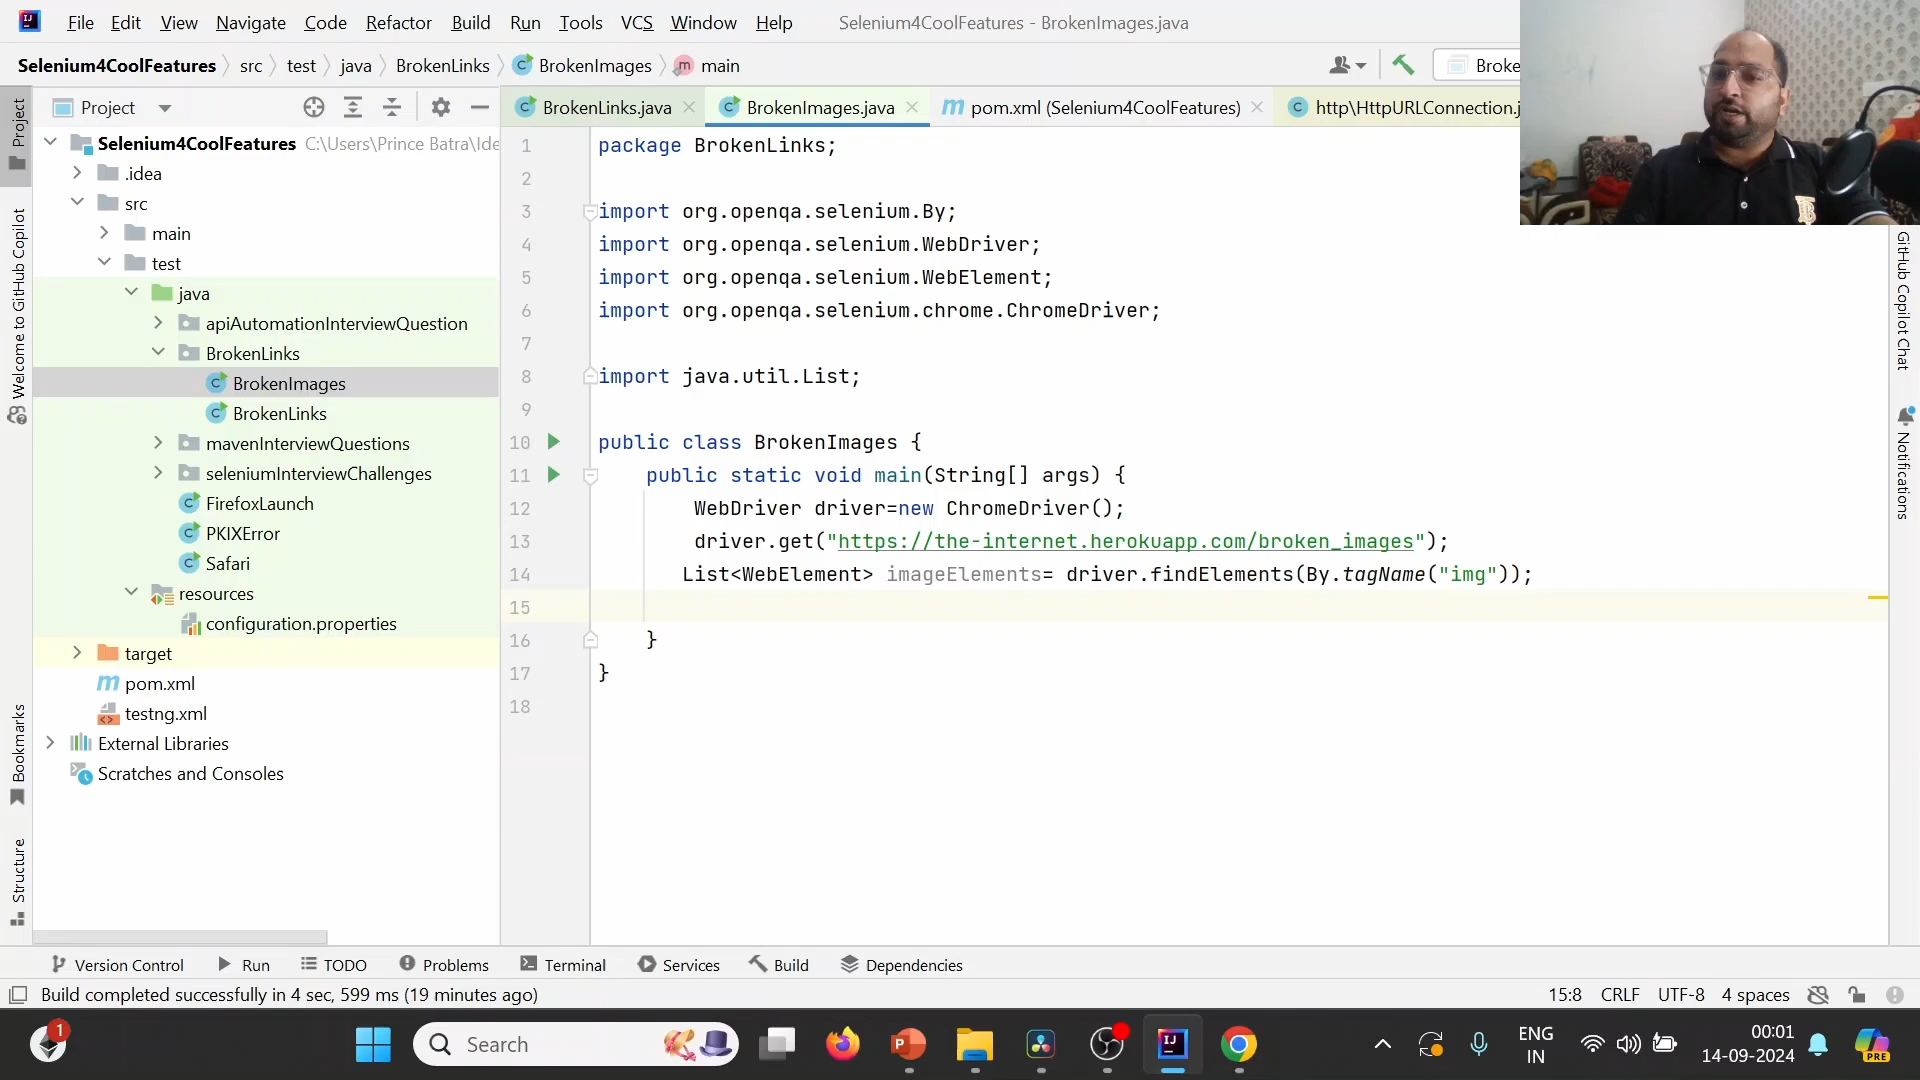 File Edit View Navigate Code Refactor Build Run Tools VCS Window Help Selenium4CoolFeatures - BrokenImages.java
Selenium4CoolFeatures src test java BrokenLinks BrokenImages main Broke
Project
BrokenLinks.java BrokenImages.java pom.xml (Selenium4CoolFeatures) http\HttpURLConnection.j
Project
Welcome to GitHub Copilot
Bookmarks
Structure
Selenium4CoolFeatures C:\Users\Prince Batra\Ide
.idea
src
main
test
java
apiAutomationInterviewQuestion
BrokenLinks
BrokenImages
BrokenLinks
mavenInterviewQuestions
seleniumInterviewChallenges
FirefoxLaunch
PKIXError
Safari
resources
configuration.properties
target
pom.xml
testng.xml
External Libraries
Scratches and Consoles
1 package BrokenLinks;
2
3 import org.openqa.selenium.By;
4 import org.openqa.selenium.WebDriver;
5 import org.openqa.selenium.WebElement;
6 import org.openqa.selenium.chrome.ChromeDriver;
7
8 import java.util.List;
9
10 public class BrokenImages {
11 public static void main(String[] args) {
12 WebDriver driver=new ChromeDriver();
13 driver.get("https://the-internet.herokuapp.com/broken_images");
14 List<WebElement> imageElements= driver.findElements(By.tagName("img"));
15
16 }
17 }
18
GitHub Copilot Chat
Notifications
Version Control Run TODO Problems Terminal Services Build Dependencies
Build completed successfully in 4 sec, 599 ms (19 minutes ago) 15:8 CRLF UTF-8 4 spaces
1 Search ENG 00:01
IN 14-09-2024 PRE